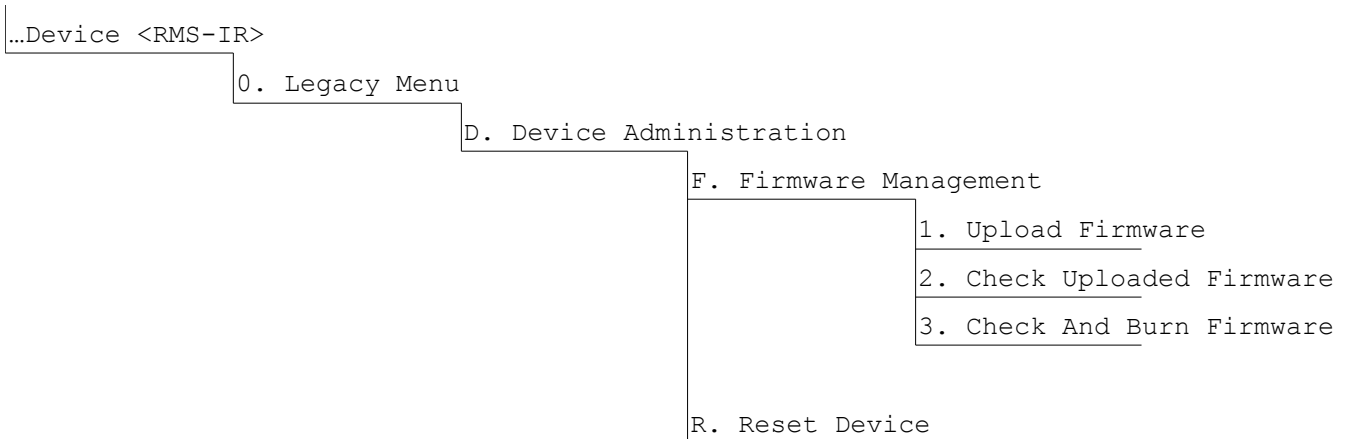 …Device <RMS-IR>
0. Legacy Menu
D. Device Administration
F. Firmware Management
1. Upload Firmware
2. Check Uploaded Firmware
3. Check And Burn Firmware
R. Reset Device